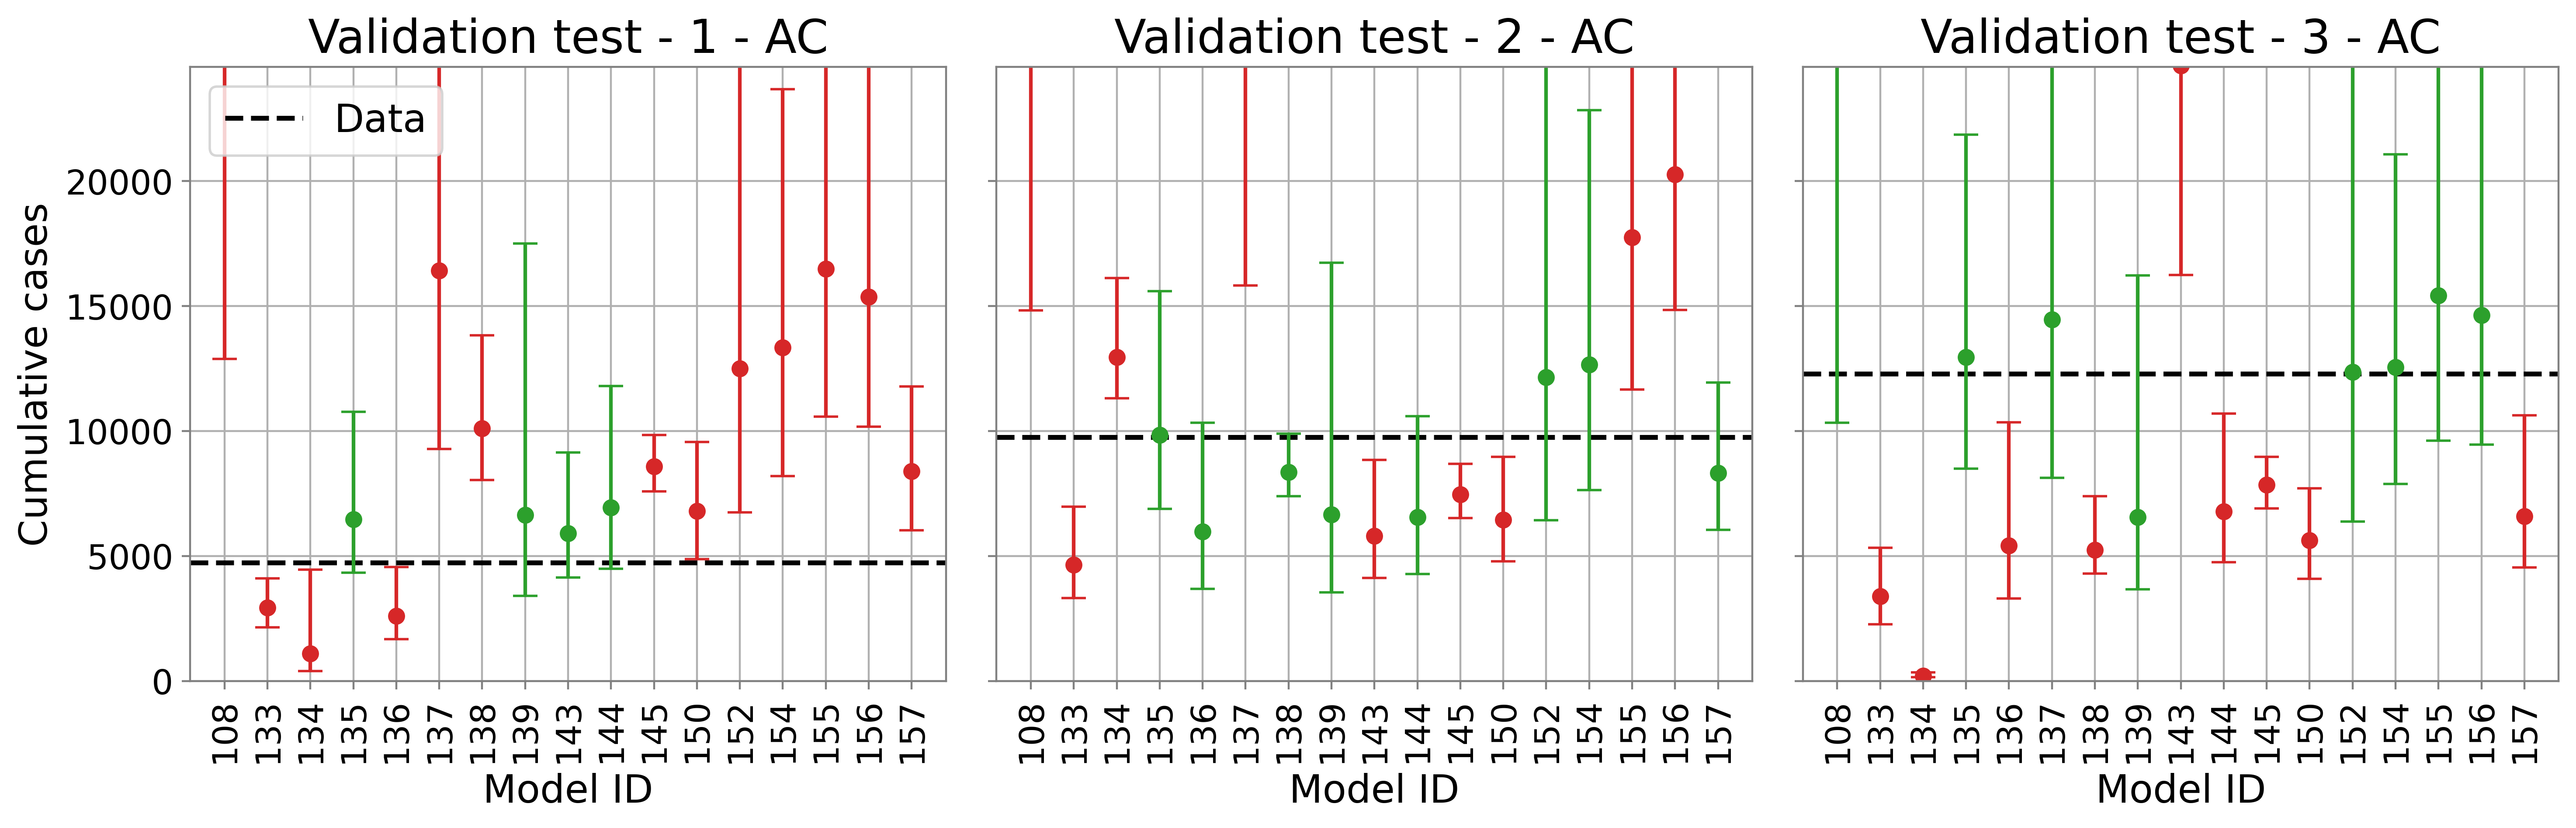 Validation test - 1 - AC
Validation test - 2 - AC
Validation test - 3 - AC
Data
Cumulative cases
20000
15000
10000
5000
0
108 133 134 135 136 137 138 139 143 144 145 150 152 154 155 156 157
108 133 134 135 136 137 138 139 143 144 145 150 152 154 155 156 157
108 133 134 135 136 137 138 139 143 144 145 150 152 154 155 156 157
Model ID
Model ID
Model ID